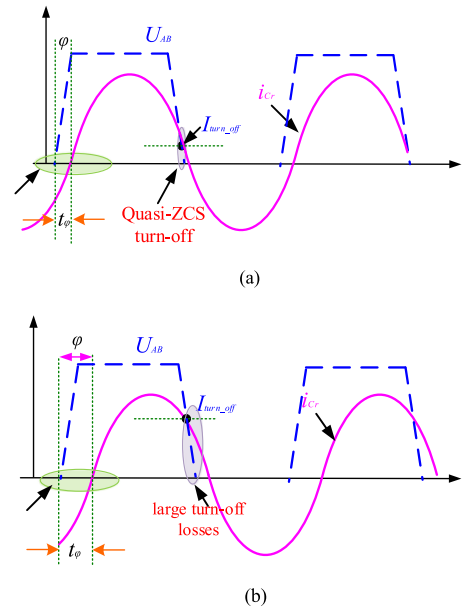 φ
U_AB
i_Cr
I_turn_off
t_φ
Quasi-ZCS
turn-off
(a)
φ
U_AB
I_turn_off
i_Cr
t_φ
large turn-off
losses
(b)